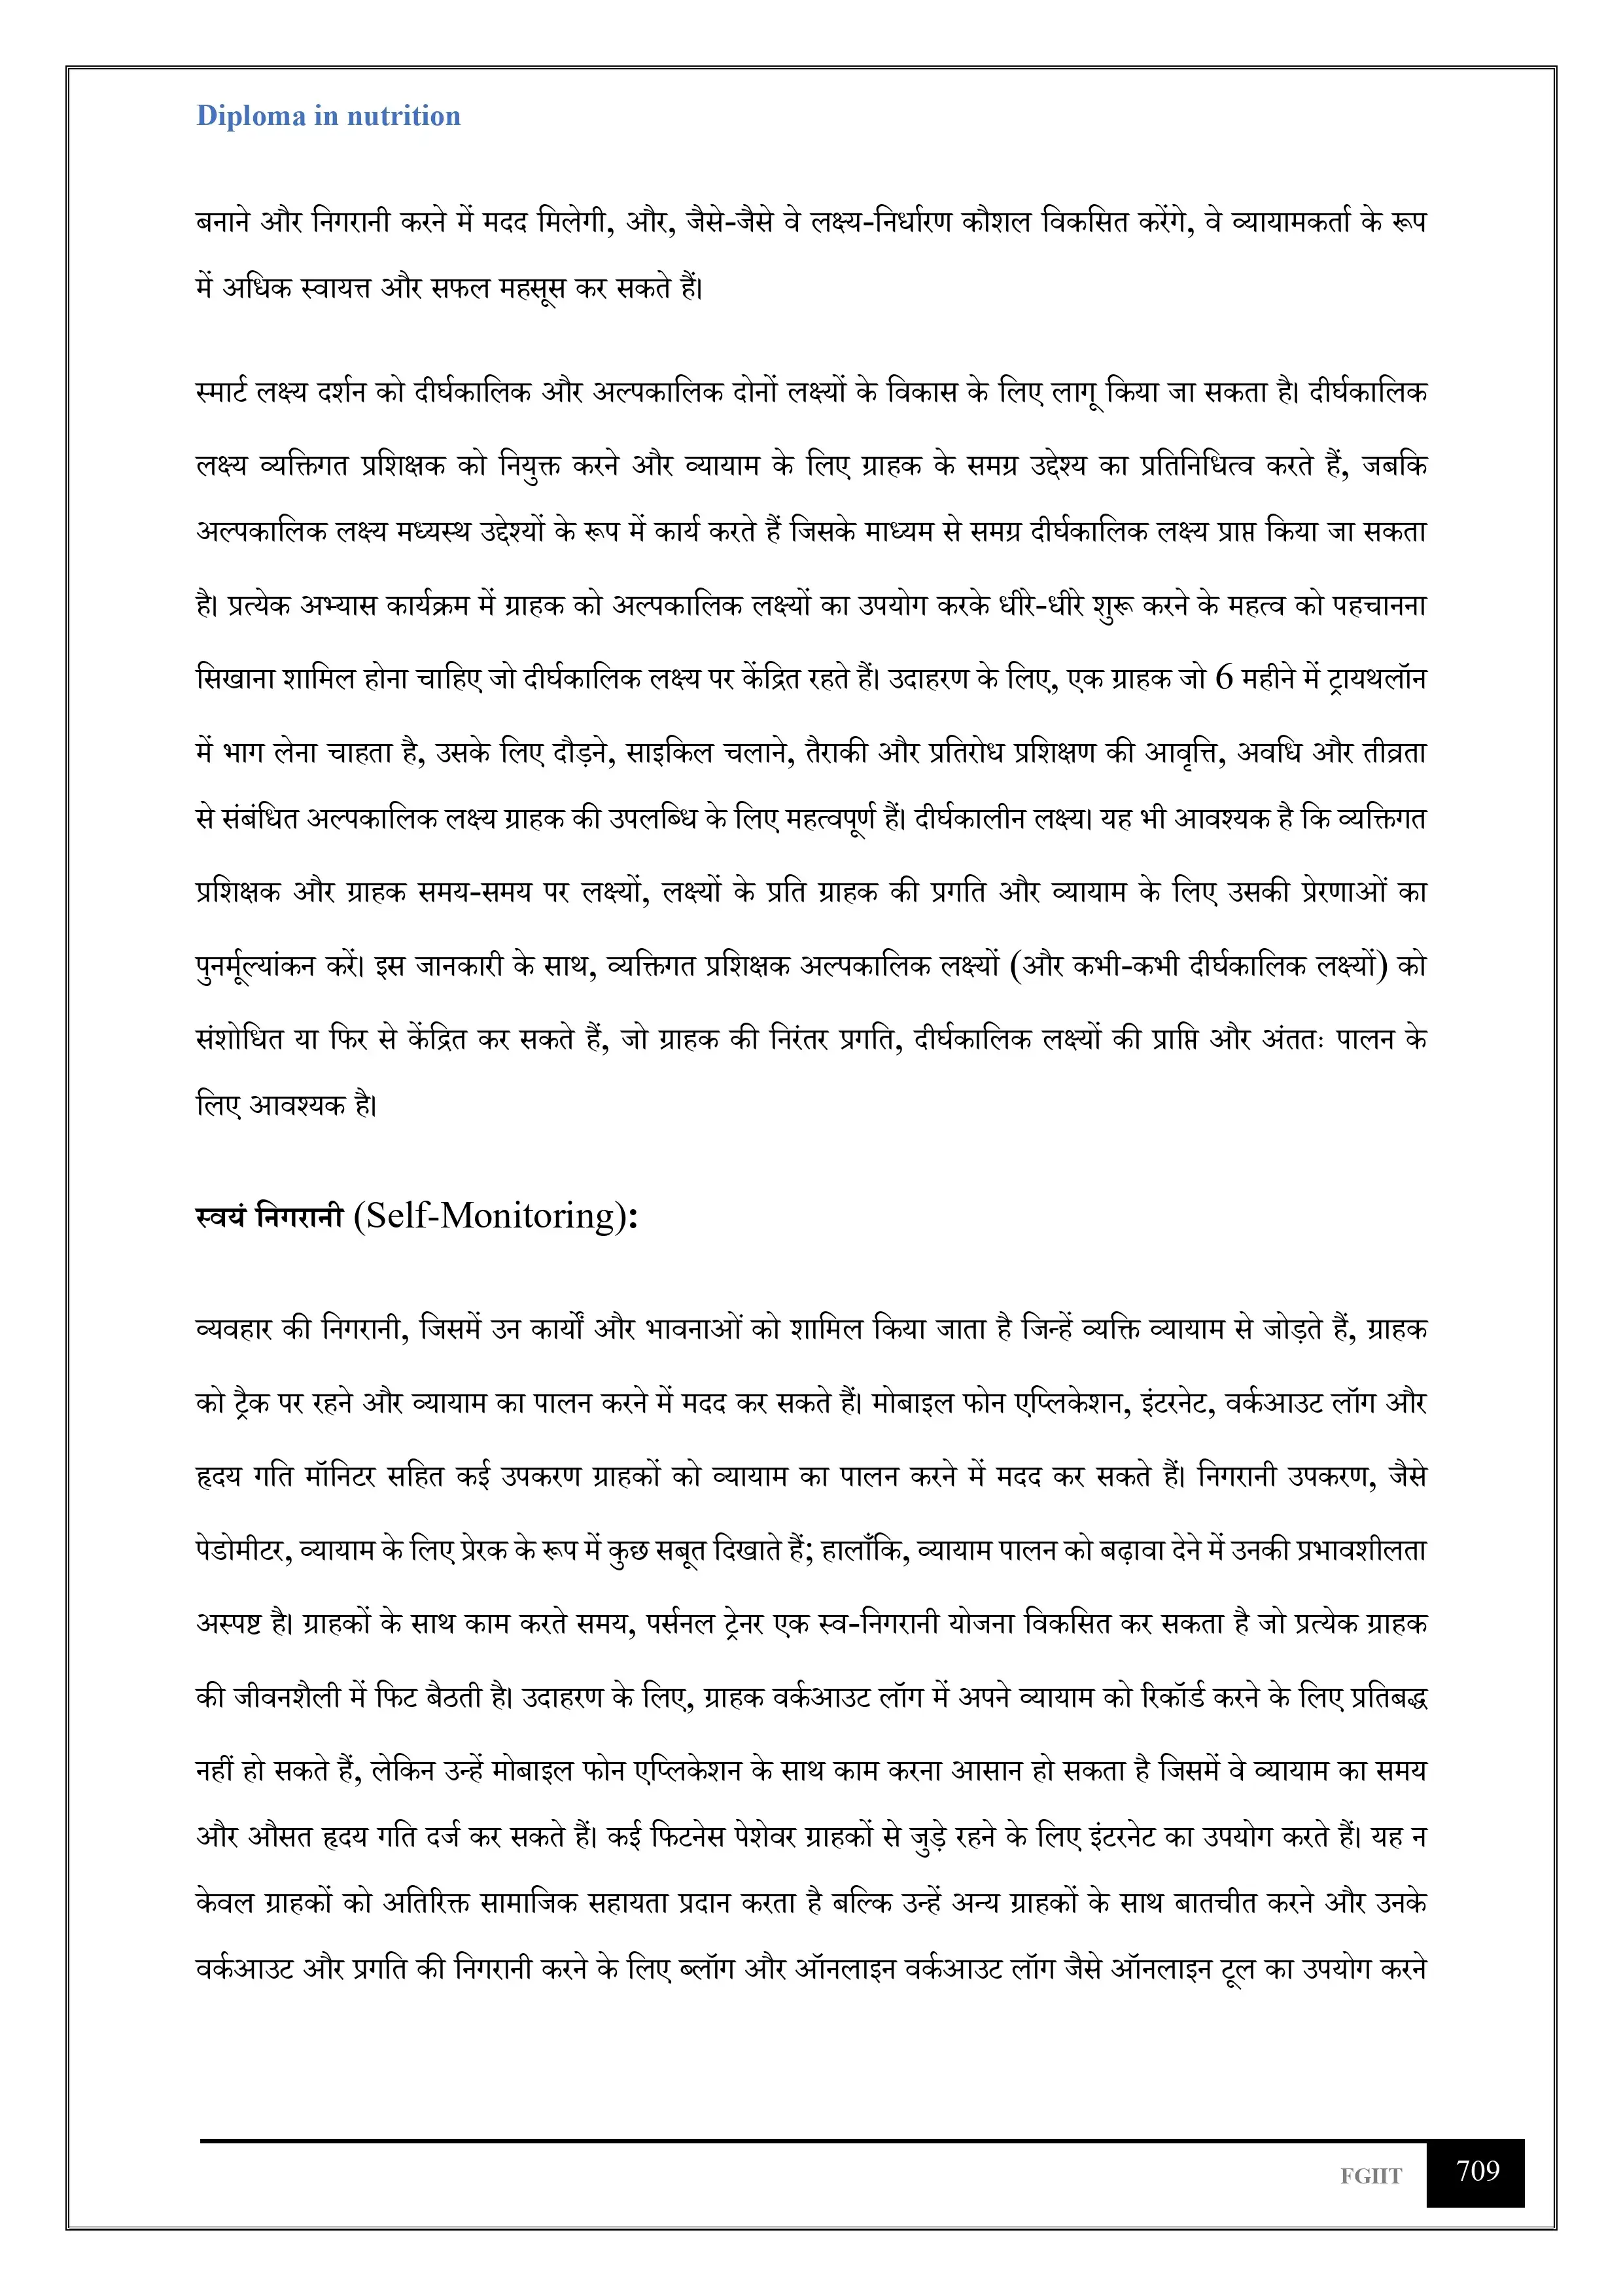 Diploma in nutrition
बनाने और निगरानी करने में मदद मिलेगी, और, जैसे-जैसे वे लक्ष्य-निर्धारण कौशल विकसित करेंगे, वे व्यायामकर्ता के रूप
में अधिक स्वायत्त और सफल महसूस कर सकते हैं।
स्मार्ट लक्ष्य दर्शन को दीर्घकालिक और अल्पकालिक दोनों लक्ष्यों के विकास के लिए लागू किया जा सकता है। दीर्घकालिक
लक्ष्य व्यक्तिगत प्रशिक्षक को नियुक्त करने और व्यायाम के लिए ग्राहक के समग्र उद्देश्य का प्रतिनिधित्व करते हैं, जबकि
अल्पकालिक लक्ष्य मध्यस्थ उद्देश्यों के रूप में कार्य करते हैं जिसके माध्यम से समग्र दीर्घकालिक लक्ष्य प्राप्त किया जा सकता
है। प्रत्येक अभ्यास कार्यक्रम में ग्राहक को अल्पकालिक लक्ष्यों का उपयोग करके धीरे-धीरे शुरू करने के महत्व को पहचानना
सिखाना शामिल होना चाहिए जो दीर्घकालिक लक्ष्य पर केंद्रित रहते हैं। उदाहरण के लिए, एक ग्राहक जो 6 महीने में ट्रायथलॉन
में भाग लेना चाहता है, उसके लिए दौड़ने, साइकिल चलाने, तैराकी और प्रतिरोध प्रशिक्षण की आवृत्ति, अवधि और तीव्रता
से संबंधित अल्पकालिक लक्ष्य ग्राहक की उपलब्धि के लिए महत्वपूर्ण हैं। दीर्घकालीन लक्ष्य। यह भी आवश्यक है कि व्यक्तिगत
प्रशिक्षक और ग्राहक समय-समय पर लक्ष्यों, लक्ष्यों के प्रति ग्राहक की प्रगति और व्यायाम के लिए उसकी प्रेरणाओं का
पुनर्मूल्यांकन करें। इस जानकारी के साथ, व्यक्तिगत प्रशिक्षक अल्पकालिक लक्ष्यों (और कभी-कभी दीर्घकालिक लक्ष्यों) को
संशोधित या फिर से केंद्रित कर सकते हैं, जो ग्राहक की निरंतर प्रगति, दीर्घकालिक लक्ष्यों की प्राप्ति और अंततः पालन के
लिए आवश्यक है।
स्वयं निगरानी (Self-Monitoring):
व्यवहार की निगरानी, जिसमें उन कार्यों और भावनाओं को शामिल किया जाता है जिन्हें व्यक्ति व्यायाम से जोड़ते हैं, ग्राहक
को ट्रैक पर रहने और व्यायाम का पालन करने में मदद कर सकते हैं। मोबाइल फोन एप्लिकेशन, इंटरनेट, वर्कआउट लॉग और
हृदय गति मॉनिटर सहित कई उपकरण ग्राहकों को व्यायाम का पालन करने में मदद कर सकते हैं। निगरानी उपकरण, जैसे
पेडोमीटर, व्यायाम के लिए प्रेरक के रूप में कुछ सबूत दिखाते हैं; हालाँकि, व्यायाम पालन को बढ़ावा देने में उनकी प्रभावशीलता
अस्पष्ट है। ग्राहकों के साथ काम करते समय, पर्सनल ट्रेनर एक स्व-निगरानी योजना विकसित कर सकता है जो प्रत्येक ग्राहक
की जीवनशैली में फिट बैठती है। उदाहरण के लिए, ग्राहक वर्कआउट लॉग में अपने व्यायाम को रिकॉर्ड करने के लिए प्रतिबद्ध
नहीं हो सकते हैं, लेकिन उन्हें मोबाइल फोन एप्लिकेशन के साथ काम करना आसान हो सकता है जिसमें वे व्यायाम का समय
और औसत हृदय गति दर्ज कर सकते हैं। कई फिटनेस पेशेवर ग्राहकों से जुड़े रहने के लिए इंटरनेट का उपयोग करते हैं। यह न
केवल ग्राहकों को अतिरिक्त सामाजिक सहायता प्रदान करता है बल्कि उन्हें अन्य ग्राहकों के साथ बातचीत करने और उनके
वर्कआउट और प्रगति की निगरानी करने के लिए ब्लॉग और ऑनलाइन वर्कआउट लॉग जैसे ऑनलाइन टूल का उपयोग करने
FGIIT 709